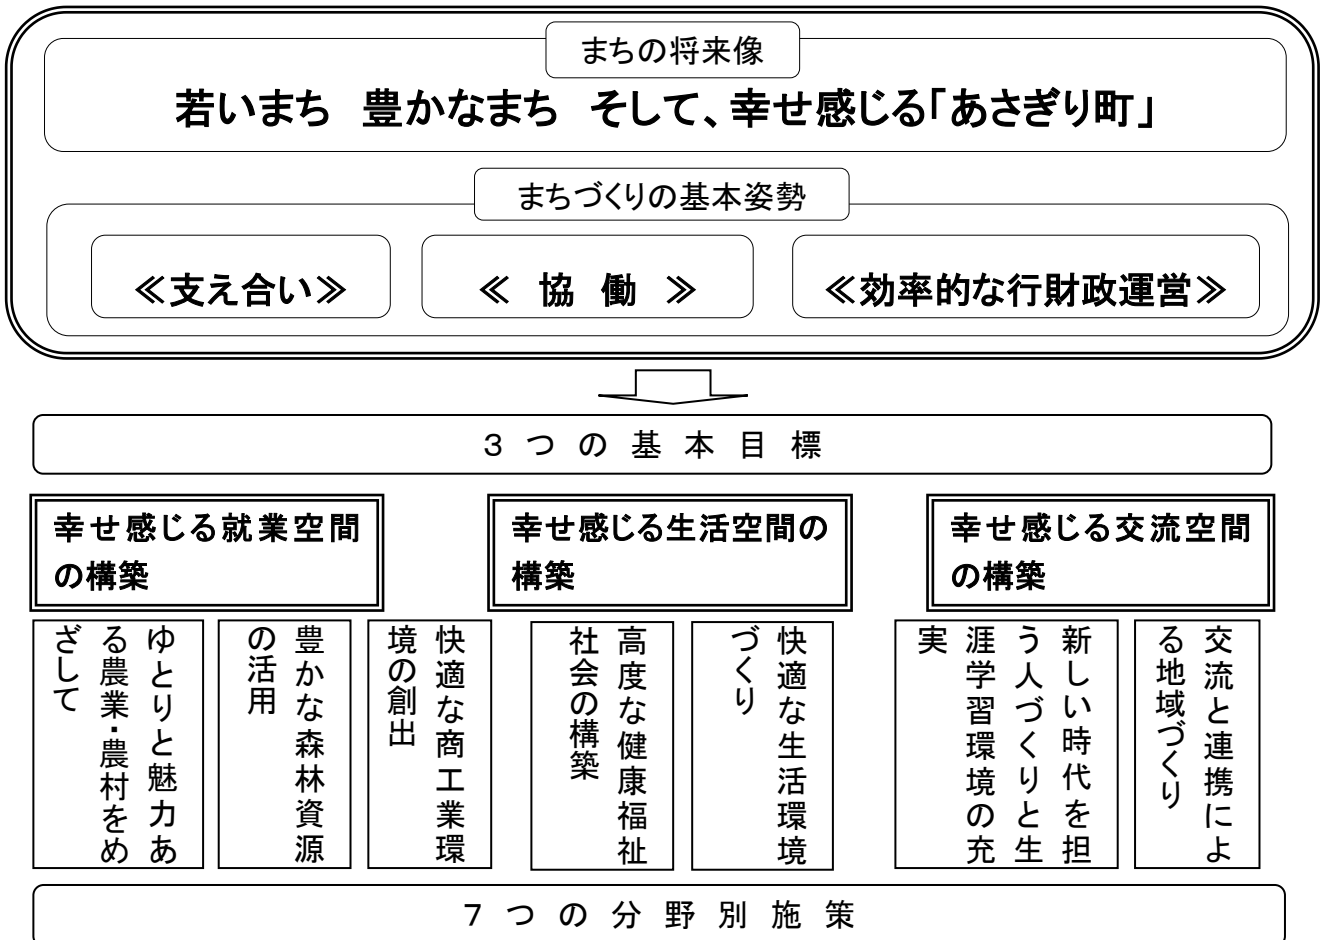 まちの将来像
若いまち　豊かなまち　そして、幸せ感じる「あさぎり町」
まちづくりの基本姿勢
≪支え合い≫
≪　協　働　≫
≪効率的な行財政運営≫
３つの基本目標
幸せ感じる就業空間
の構築
幸せ感じる生活空間の
構築
幸せ感じる交流空間
の構築
ゆとりと魅力あ
る農業・農村をめ
ざして
豊かな森林資源
の活用
快適な商工業環
境の創出
高度な健康福祉
社会の構築
快適な生活環境
づくり
新しい時代を担
う人づくりと生
涯学習環境の充
実
交流と連携によ
る地域づくり
７つの分野別施策